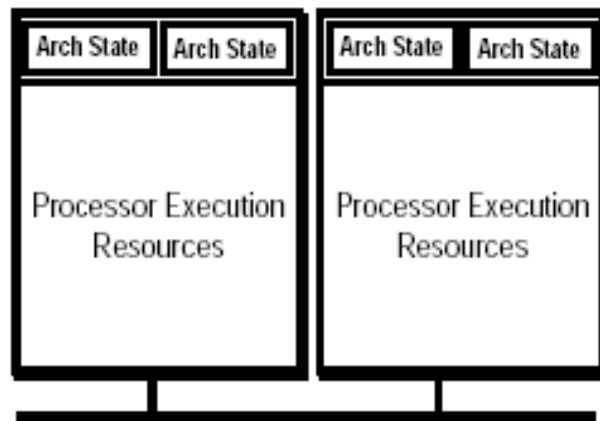 Arch State Arch State Arch State Arch State
Processor Execution
Resources
Processor Execution
Resources